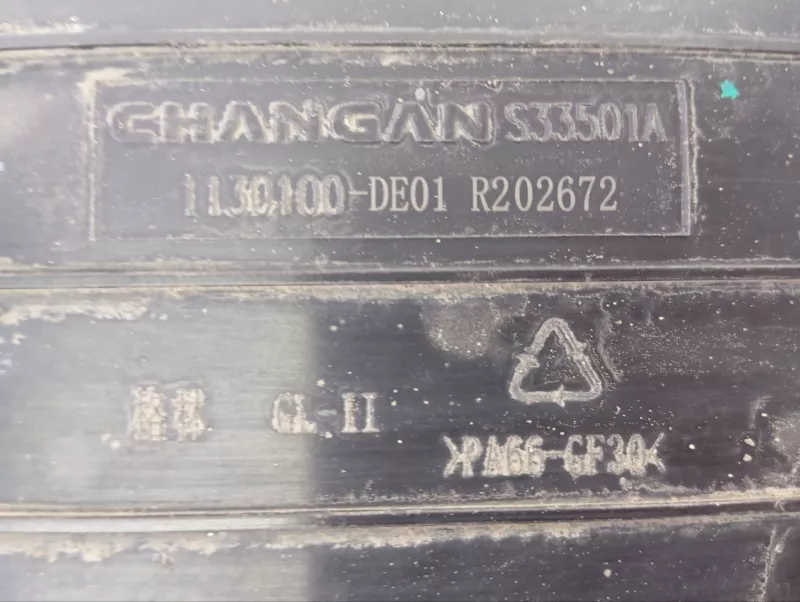 CHANGAN S33501A
1130100-DE01 R202672
GL-II
>PA66-GF30<